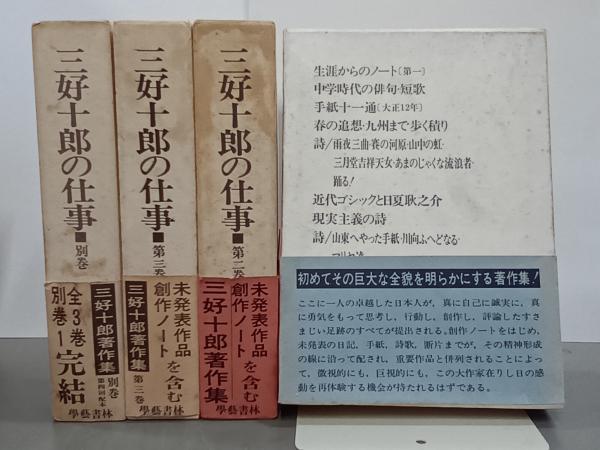 三好十郎の仕事■別巻
全3巻
別巻1完結
三好十郎著作集
別巻
第四回配本
學藝書林
三好十郎の仕事■第三巻
未発表作品
創作ノートを含む
三好十郎著作集
第三巻
學藝書林
三好十郎の仕事■第二巻
未発表作品
創作ノートを含む
三好十郎著作集
學藝書林
生涯からのノート〔第一〕
中学時代の俳句・短歌
手紙十一通〔大正12年〕
春の追想・九州まで歩く積り
詩/雨夜三曲・賽の河原・山中の虹・
三月堂吉祥天女・あまのじゃくな流浪者・
踊る!
近代ゴシックと日夏耿之介
現実主義の詩
詩/山東へやった手紙・川向ふへどなる・
初めてその巨大な全貌を明らかにする著作集!
ここに一人の卓越した日本人が、真に自己に誠実に、真
に勇気をもって思考し、行動し、創作し、評論したすさ
まじい足跡のすべてが提出される。創作ノートをはじめ、
未発表の日記、手紙、詩歌、断片までが、その精神形成
の線に沿って配され、重要作品と併列されることによっ
て、微視的にも、巨視的にも、この大作家在りし日の感
動を再体験する機会が待たれるはずである。